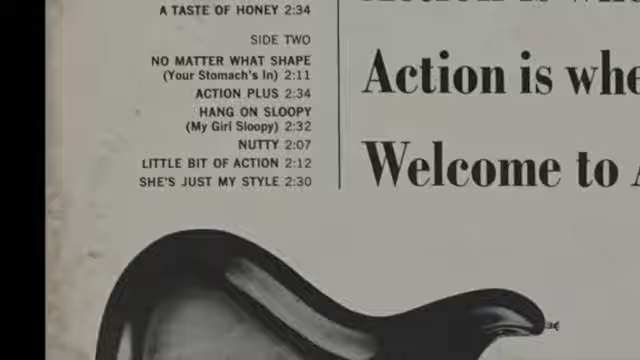 A TASTE OF HONEY 2:34
SIDE TWO
NO MATTER WHAT SHAPE
(Your Stomach's In) 2:11
ACTION PLUS 2:34
HANG ON SLOOPY
(My Girl Sloopy) 2:32
NUTTY 2:07
LITTLE BIT OF ACTION 2:12
SHE'S JUST MY STYLE 2:30
Action is
Welcome to